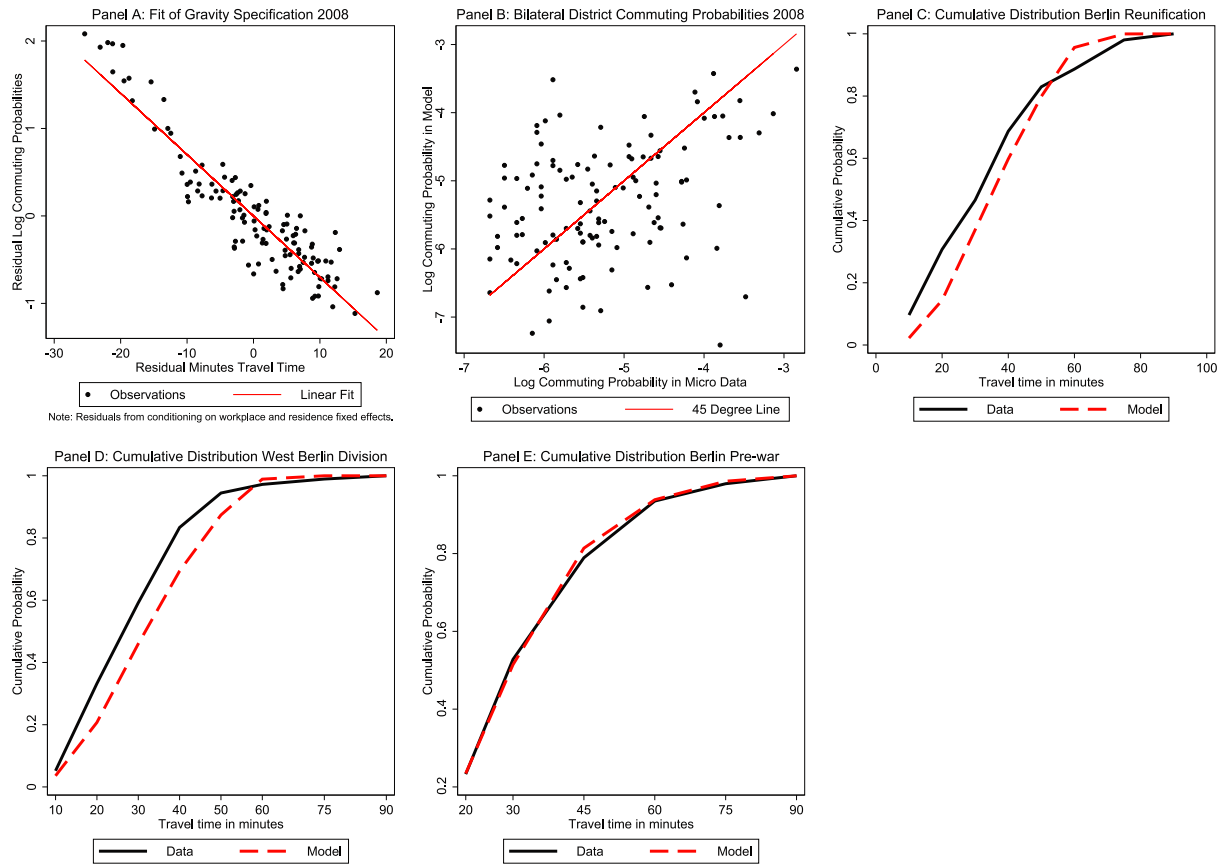 Panel A: Fit of Gravity Specification 2008
Residual Log Commuting Probabilities
2
1
0
-1
-30
-20
-10
0
10
20
Residual Minutes Travel Time
Observations
Linear Fit
Note: Residuals from conditioning on workplace and residence fixed effects.
Panel B: Bilateral District Commuting Probabilities 2008
Log Commuting Probability in Model
-3
-4
-5
-6
-7
-7
-6
-5
-4
-3
Log Commuting Probability in Micro Data
Observations
45 Degree Line
Panel C: Cumulative Distribution Berlin Reunification
Cumulative Probability
1
0.8
0.6
0.4
0.2
0
0
20
40
60
80
100
Travel time in minutes
Data
Model
Panel D: Cumulative Distribution West Berlin Division
Cumulative Probability
1
0.8
0.6
0.4
0.2
0
10
20
30
40
50
60
75
90
Travel time in minutes
Data
Model
Panel E: Cumulative Distribution Berlin Pre-war
Cumulative Probability
1
0.8
0.6
0.4
0.2
20
30
45
60
75
90
Travel time in minutes
Data
Model